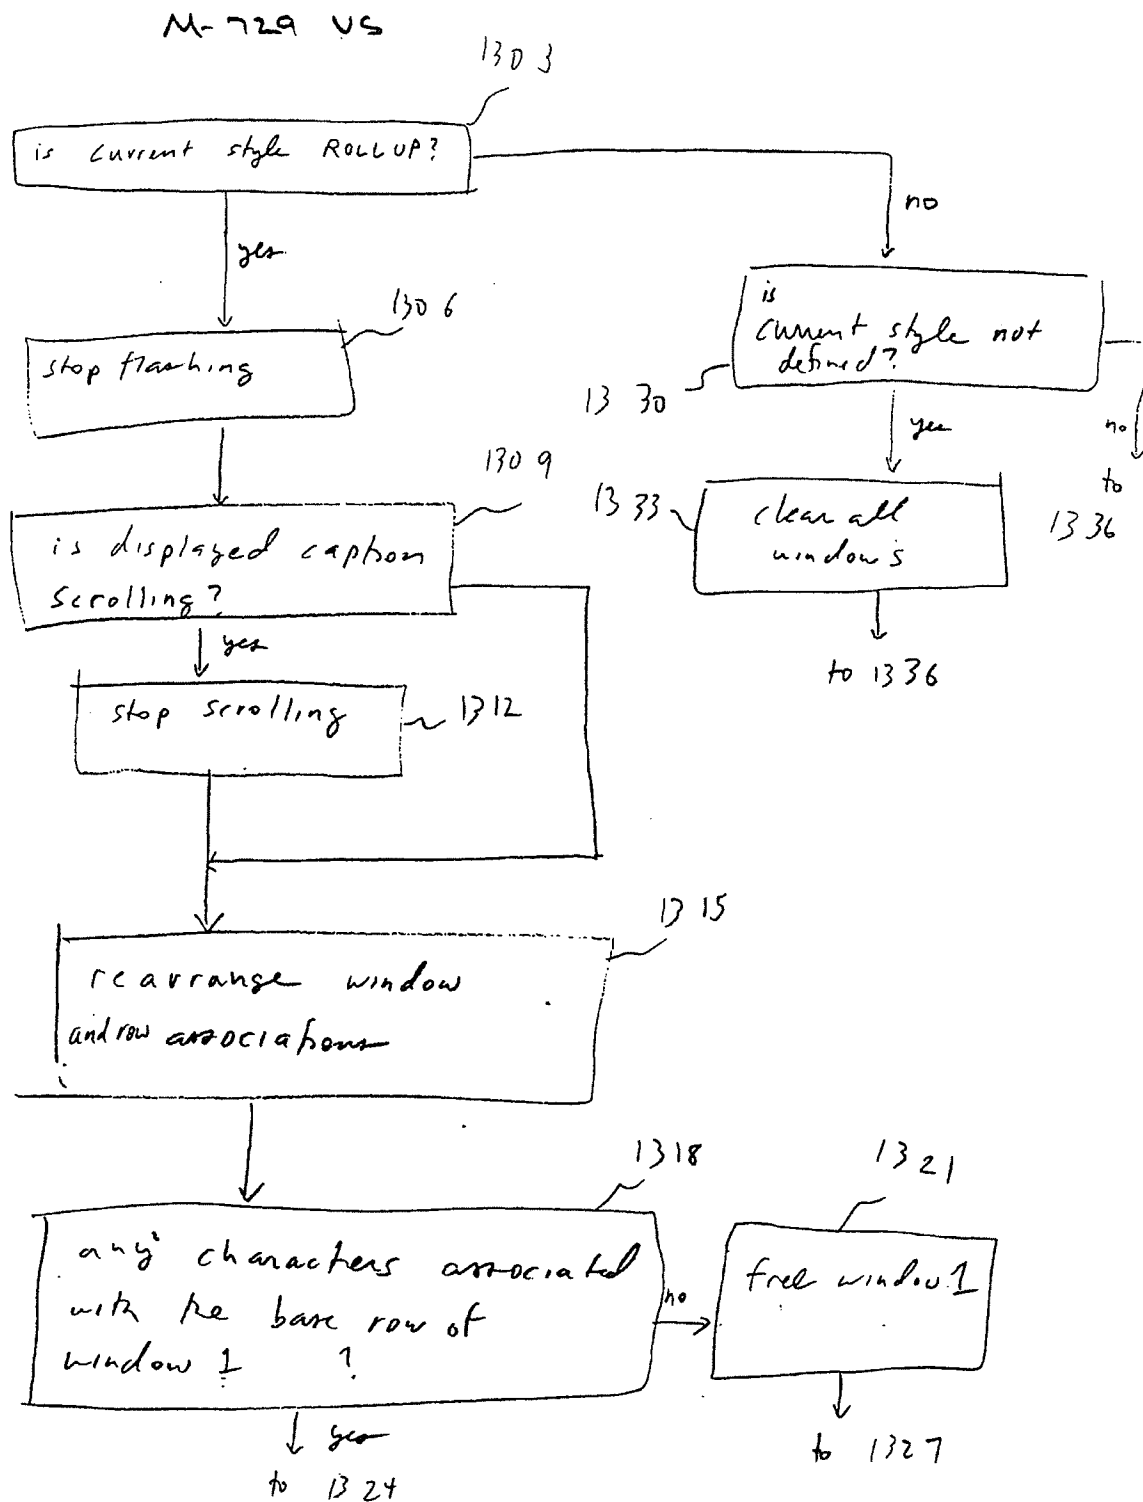 M-729 US
1303
is current style ROLLUP?
no
yes
1306
is
current style not
defined?
stop flashing
1330
yes
no
to
1336
1309
1333
clear all
windows
is displayed caption
scrolling?
yes
to 1336
stop scrolling
1312
1315
rearrange window
and row associations
1318
1321
any characters associated
with the base row of
window 1 ?
no
free window 1
yes
to 1324
to 1327